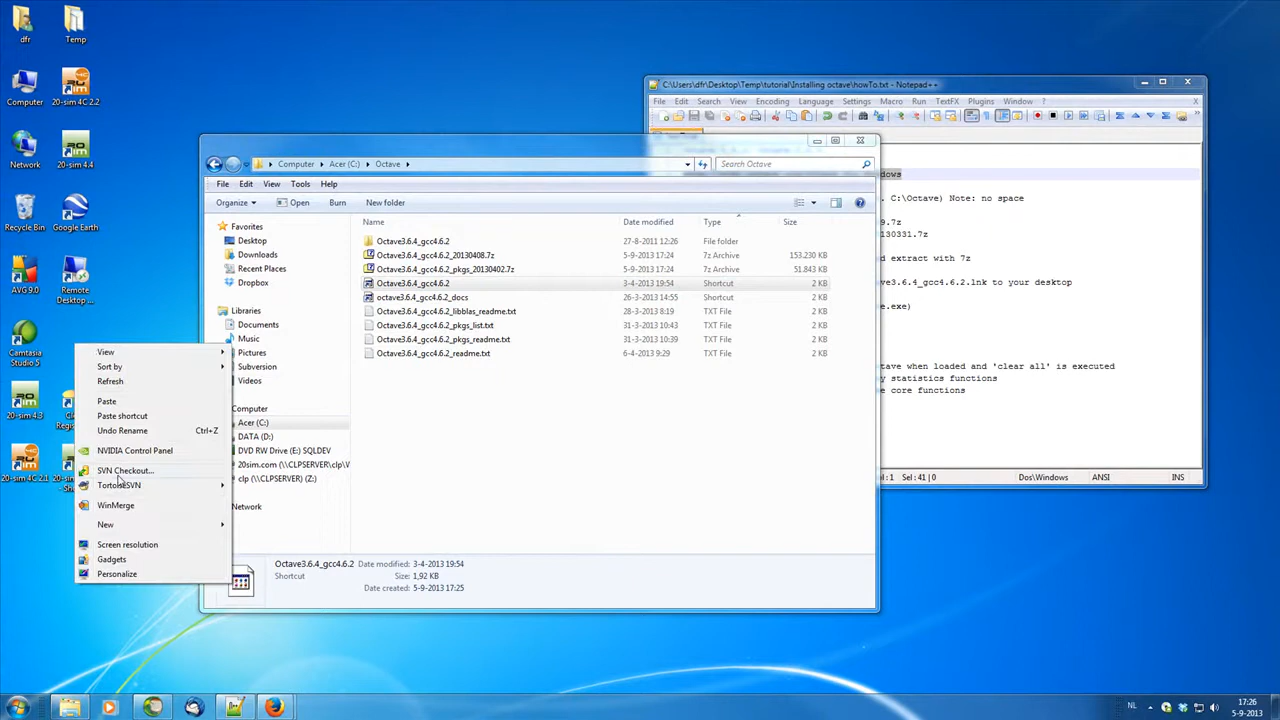 dfr
Temp
Computer
20-sim 4C 2.2
Network
20-sim 4.4
Recycle Bin
Google Earth
AVG 9.0
Remote
Desktop ...
Camtasia
Studio 5
20-sim 4.3
20-sim 4C 2.1
View
Sort by
Refresh
Paste
Paste shortcut
Undo Rename Ctrl+Z
NVIDIA Control Panel
SVN Checkout...
TortoiseSVN
WinMerge
New
Screen resolution
Gadgets
Personalize
Computer Acer (C:) Octave
Search Octave
File Edit View Tools Help
Organize Open Burn New folder
Name Date modified Type Size
Favorites
Desktop
Downloads
Recent Places
Dropbox
Libraries
Documents
Music
Pictures
Subversion
Videos
Computer
Acer (C:)
DATA (D:)
DVD RW Drive (E:) SQLDEV
20sim.com (\\CLPSERVER\clp\V
clp (\\CLPSERVER) (Z:)
Network
Octave3.6.4_gcc4.6.2 27-8-2011 12:26 File folder
Octave3.6.4_gcc4.6.2_20130408.7z 5-9-2013 17:24 7z Archive 153.230 KB
Octave3.6.4_gcc4.6.2_pkgs_20130402.7z 5-9-2013 17:24 7z Archive 51.843 KB
Octave3.6.4_gcc4.6.2 3-4-2013 19:54 Shortcut 2 KB
octave3.6.4_gcc4.6.2_docs 26-3-2013 14:55 Shortcut 2 KB
Octave3.6.4_gcc4.6.2_libblas_readme.txt 28-3-2013 8:19 TXT File 2 KB
Octave3.6.4_gcc4.6.2_pkgs_list.txt 31-3-2013 10:43 TXT File 2 KB
Octave3.6.4_gcc4.6.2_pkgs_readme.txt 31-3-2013 10:39 TXT File 2 KB
Octave3.6.4_gcc4.6.2_readme.txt 6-4-2013 9:29 TXT File 2 KB
Octave3.6.4_gcc4.6.2 Date modified: 3-4-2013 19:54
Shortcut Size: 1,92 KB
Date created: 5-9-2013 17:25
C:\Users\dfr\Desktop\Temp\tutorial\Installing octave\howTo.txt - Notepad++
File Edit Search View Encoding Language Settings Macro Run TextFX Plugins Window ? X
dows
. C:\Octave) Note: no space
9.7z
130331.7z
d extract with 7z
ve3.6.4_gcc4.6.2.lnk to your desktop
e.exe)
ctave when loaded and 'clear all' is executed
y statistics functions
e core functions
: 1 Sel : 41 | 0 Dos\Windows ANSI INS
NL 17:26
5-9-2013